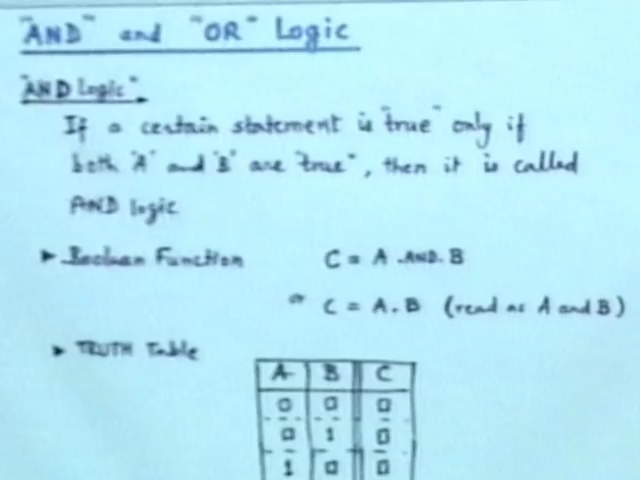 "AND" and "OR" Logic
"AND Logic"
If a certain statement is "true" only if
both "A" and "B" are "true", then it is called
AND logic
▸ Boolean Function C = A .AND. B
or C = A . B (read as A and B)
▸ TRUTH Table
A B C
0 0 0
0 1 0
1 0 0